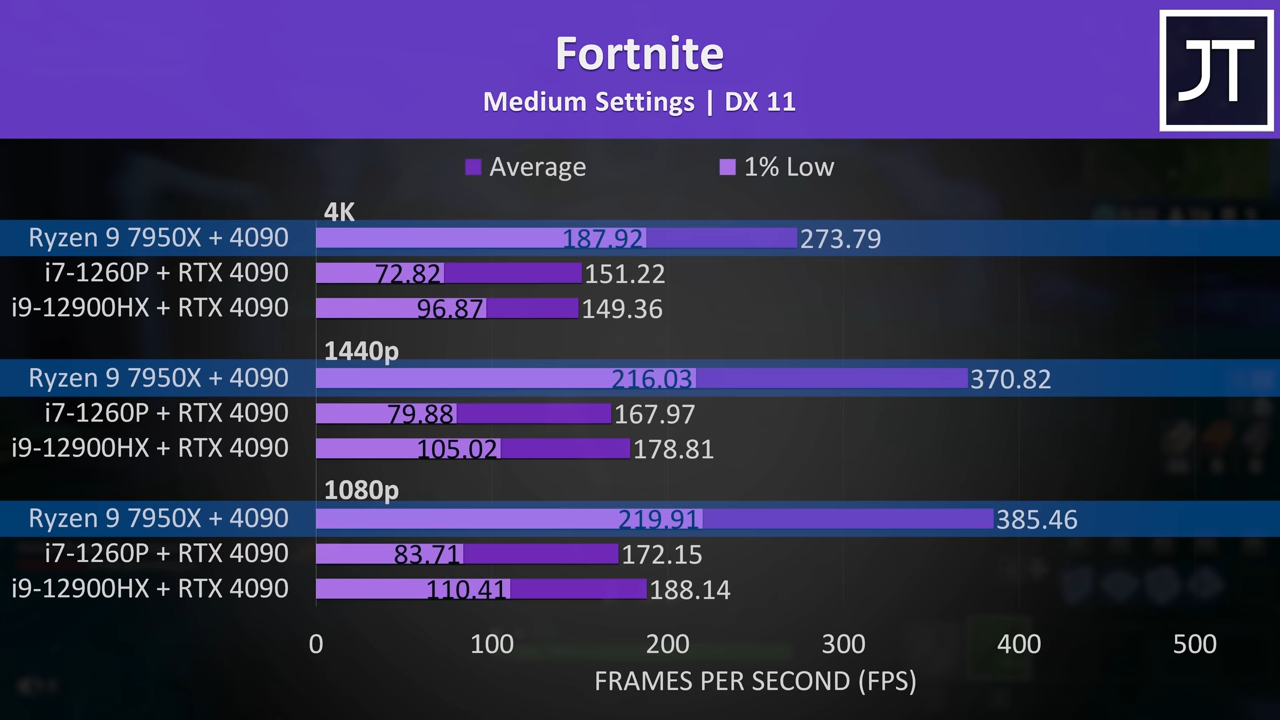 Fortnite
JT
Medium Settings | DX 11
Average
1% Low
4K
Ryzen 9 7950X + 4090 187.92 273.79
i7-1260P + RTX 4090 72.82 151.22
i9-12900HX + RTX 4090 96.87 149.36
1440p
Ryzen 9 7950X + 4090 216.03 370.82
i7-1260P + RTX 4090 79.88 167.97
i9-12900HX + RTX 4090 105.02 178.81
1080p
Ryzen 9 7950X + 4090 219.91 385.46
i7-1260P + RTX 4090 83.71 172.15
i9-12900HX + RTX 4090 110.41 188.14
0 100 200 300 400 500
FRAMES PER SECOND (FPS)